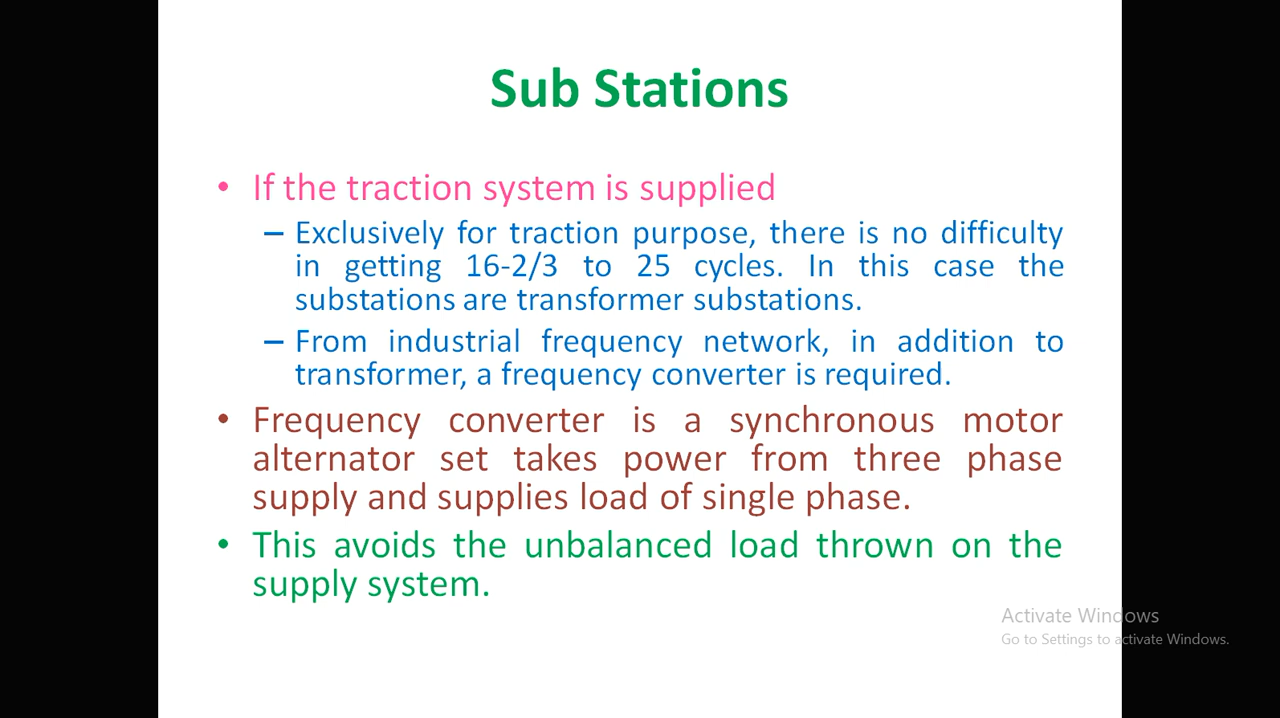 Sub Stations
• If the traction system is supplied
– Exclusively for traction purpose, there is no difficulty
in getting 16-2/3 to 25 cycles. In this case the
substations are transformer substations.
– From industrial frequency network, in addition to
transformer, a frequency converter is required.
• Frequency converter is a synchronous motor
alternator set takes power from three phase
supply and supplies load of single phase.
• This avoids the unbalanced load thrown on the
supply system.
Activate Windows
Go to Settings to activate Windows.